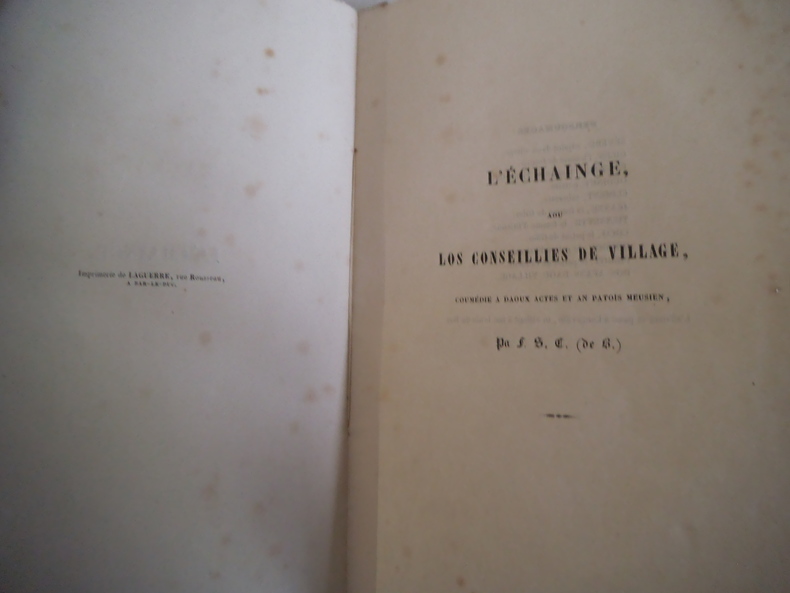 Imprimerie de LAGUERRE, rue Rousseau,
A BAR-LE-DUC.
L'ÉCHAINGE,
AOU
LOS CONSEILLIES DE VILLAGE,
COUMÉDIE A DAOUX ACTES ET AN PATOIS MEUSIEN,
Pa F. S. C. (de B.)